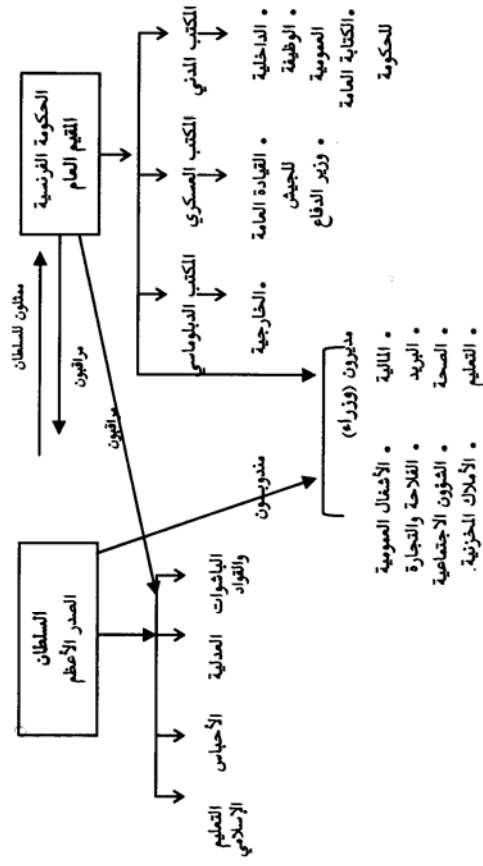 الحكومة الفرنسية
المقيم العام
السلطان
الصدر الأعظم
ممثلون للسلطان
مراقبون
مراقبون
مندوبون
المكتب المدني
المكتب العسكري
المكتب الدبلوماسي
• الداخلية
• الوظيفة
العمومية
• الكتابة العامة
للحكومة
• القيادة العامة
للجيش
• وزير الدفاع
• الخارجية
الباشوات
والقواد
العدلية
الأحباس
التعليم
الإسلامي
مديرون (وزراء)
• المالية
• البريد
• الصحة
• التعليم
• الأشغال العمومية
• الفلاحة والتجارة
• الشؤون الاجتماعية
• الأملاك المخزنية.